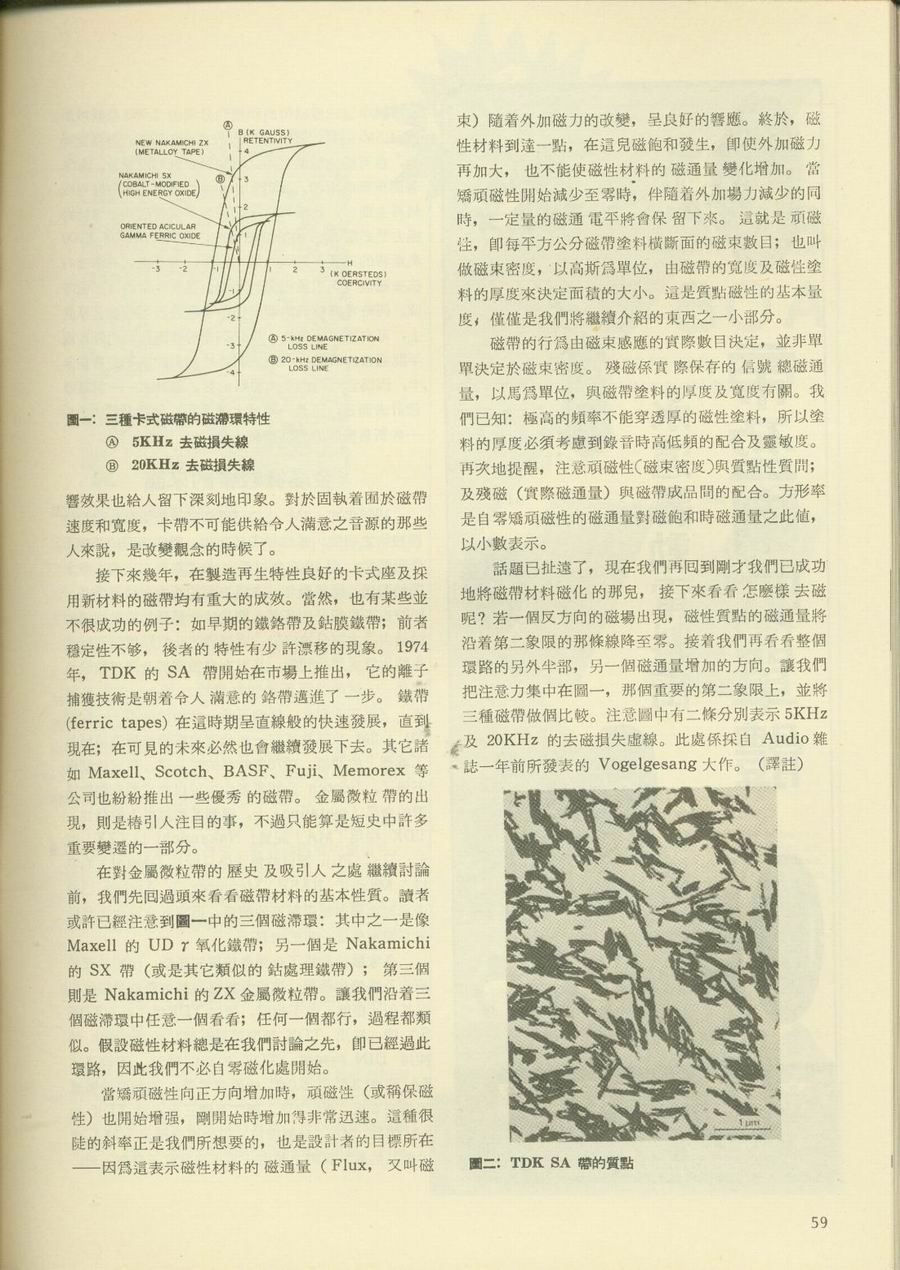 Ⓐ
B (K GAUSS)
RETENTIVITY
NEW NAKAMICHI ZX
(METALLOY TAPE)
NAKAMICHI SX
(COBALT-MODIFIED
HIGH ENERGY OXIDE)
Ⓑ
ORIENTED ACICULAR
GAMMA FERRIC OXIDE
4
3
2
1
-3 -2 -1 1 2 3
H
(K OERSTEDS)
COERCIVITY
-1
-2
-3
-4
Ⓐ 5-kHz DEMAGNETIZATION
LOSS LINE
Ⓑ 20-kHz DEMAGNETIZATION
LOSS LINE
圖一：三種卡式磁帶的磁滯環特性
Ⓐ 5KHz 去磁損失線
Ⓑ 20KHz 去磁損失線
響效果也給人留下深刻地印象。對於固執着囿於磁帶
速度和寬度，卡帶不可能供給令人滿意之音源的那些
人來說，是改變觀念的時候了。
接下來幾年，在製造再生特性良好的卡式座及採
用新材料的磁帶均有重大的成效。當然，也有某些並
不很成功的例子：如早期的鐵鉻帶及鈷膜鐵帶；前者
穩定性不够，後者的特性有少許漂移的現象。1974
年，TDK 的 SA 帶開始在市場上推出，它的離子
捕獲技術是朝着令人滿意的鉻帶邁進了一步。鐵帶
(ferric tapes) 在這時期呈直線般的快速發展，直到
現在；在可見的未來必然也會繼續發展下去。其它諸
如 Maxell、Scotch、BASF、Fuji、Memorex 等
公司也紛紛推出一些優秀的磁帶。金屬微粒帶的出
現，則是椿引人注目的事，不過只能算是短史中許多
重要變遷的一部分。
在對金屬微粒帶的歷史及吸引人之處繼續討論
前，我們先囘過頭來看看磁帶材料的基本性質。讀者
或許已經注意到圖一中的三個磁滯環：其中之一是像
Maxell 的 UD γ 氧化鐵帶；另一個是 Nakamichi
的 SX 帶（或是其它類似的鈷處理鐵帶）；第三個
則是 Nakamichi 的 ZX 金屬微粒帶。讓我們沿着三
個磁滯環中任意一個看看；任何一個都行，過程都類
似。假設磁性材料總是在我們討論之先，卽已經過此
環路，因此我們不必自零磁化處開始。
當矯頑磁性向正方向增加時，頑磁性（或稱保磁
性）也開始增强，剛開始時增加得非常迅速。這種很
陡的斜率正是我們所想要的，也是設計者的目標所在
——因爲這表示磁性材料的磁通量（Flux，又叫磁
束）隨着外加磁力的改變，呈良好的響應。終於，磁
性材料到達一點，在這兒磁飽和發生，卽使外加磁力
再加大，也不能使磁性材料的磁通量變化增加。當
矯頑磁性開始減少至零時，伴隨着外加場力減少的同
時，一定量的磁通電平將會保留下來。這就是頑磁
性，卽每平方公分磁帶塗料橫斷面的磁束數目；也叫
做磁束密度，以高斯爲單位，由磁帶的寬度及磁性塗
料的厚度來決定面積的大小。這是質點磁性的基本量
度，僅僅是我們將繼續介紹的東西之一小部分。
磁帶的行爲由磁束感應的實際數目決定，並非單
單決定於磁束密度。殘磁係實際保存的信號總磁通
量，以馬爲單位，與磁帶塗料的厚度及寬度有關。我
們已知：極高的頻率不能穿透厚的磁性塗料，所以塗
料的厚度必須考慮到錄音時高低頻的配合及靈敏度。
再次地提醒，注意頑磁性（磁束密度）與質點性質間；
及殘磁（實際磁通量）與磁帶成品間的配合。方形率
是自零矯頑磁性的磁通量對磁飽和時磁通量之此値，
以小數表示。
話題已扯遠了，現在我們再囘到剛才我們已成功
地將磁帶材料磁化的那兒，接下來看看怎麽樣去磁
呢？若一個反方向的磁場出現，磁性質點的磁通量將
沿着第二象限的那條線降至零。接着我們再看看整個
環路的另外半部，另一個磁通量增加的方向。讓我們
把注意力集中在圖一，那個重要的第二象限上，並將
三種磁帶做個比較。注意圖中有二條分別表示 5KHz
及 20KHz 的去磁損失虛線。此處係採自 Audio 雜
誌一年前所發表的 Vogelgesang 大作。（譯註）
1 μm
圖二：TDK SA 帶的質點
59